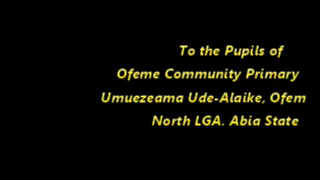 To the Pupils of
Ofeme Community Primary
Umuezeama Ude-Alaike, Ofem
North LGA. Abia State